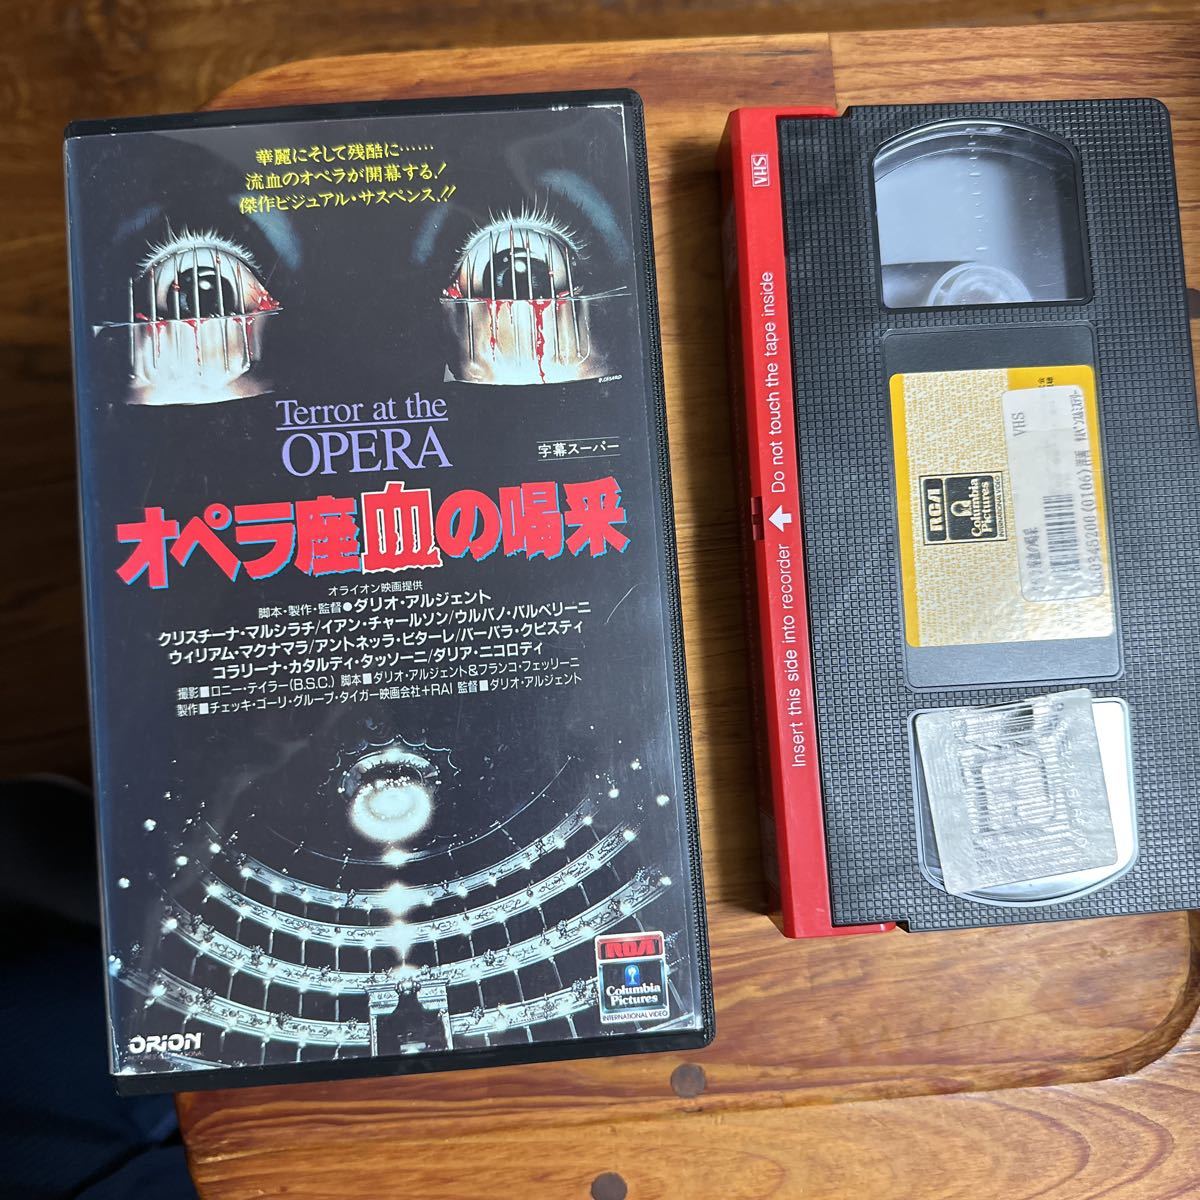 華麗にそして残酷に……
流血のオペラが開幕する!
傑作ビジュアル・サスペンス!!
R.CASARO
Terror at the
OPERA
字幕スーパー
オペラ座血の喝采
オライオン映画提供
脚本・製作・監督●ダリオ・アルジェント
クリスチーナ・マルシラチ/イアン・チャールソン/ウルバノ・バルベリーニ
ウィリアム・マクナマラ/アントネッラ・ビターレ/バーバラ・クピスティ
コラリーナ・カタルディ・タッソーニ/ダリア・ニコロディ
撮影■ロニー・テイラー(B.S.C.) 脚本■ダリオ・アルジェント&フランコ・フェッリーニ
製作■チェッキ・ゴーリ・グループ・タイガー映画会社+RAI 監督■ダリオ・アルジェント
RCA
Columbia
Pictures
INTERNATIONAL VIDEO
ORION
PICTURES INTERNATIONAL
VHS
Insert this side into recorder
Do not touch the tape inside
RCA
Columbia
Pictures
VHS